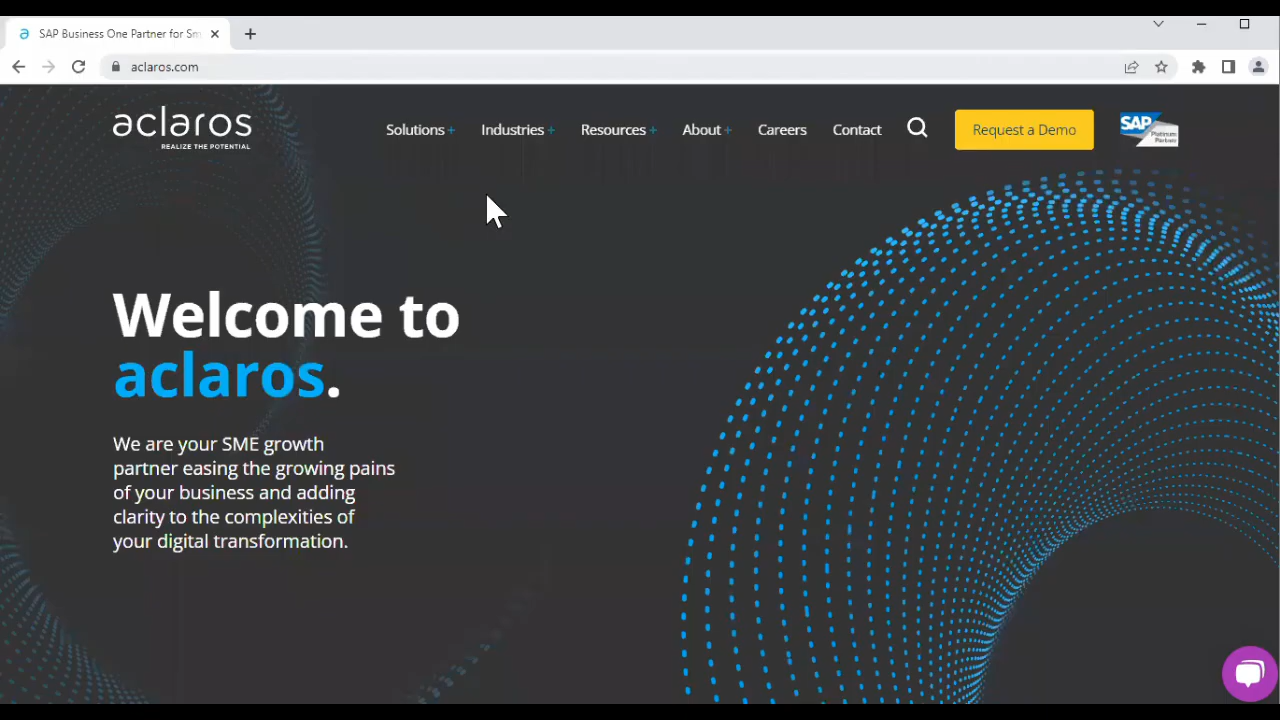 SAP Business One Partner for Sm
aclaros.com
aclaros
REALIZE THE POTENTIAL
Solutions + Industries + Resources + About + Careers Contact Request a Demo
SAP Platinum Partner
Welcome to
aclaros.
We are your SME growth
partner easing the growing pains
of your business and adding
clarity to the complexities of
your digital transformation.